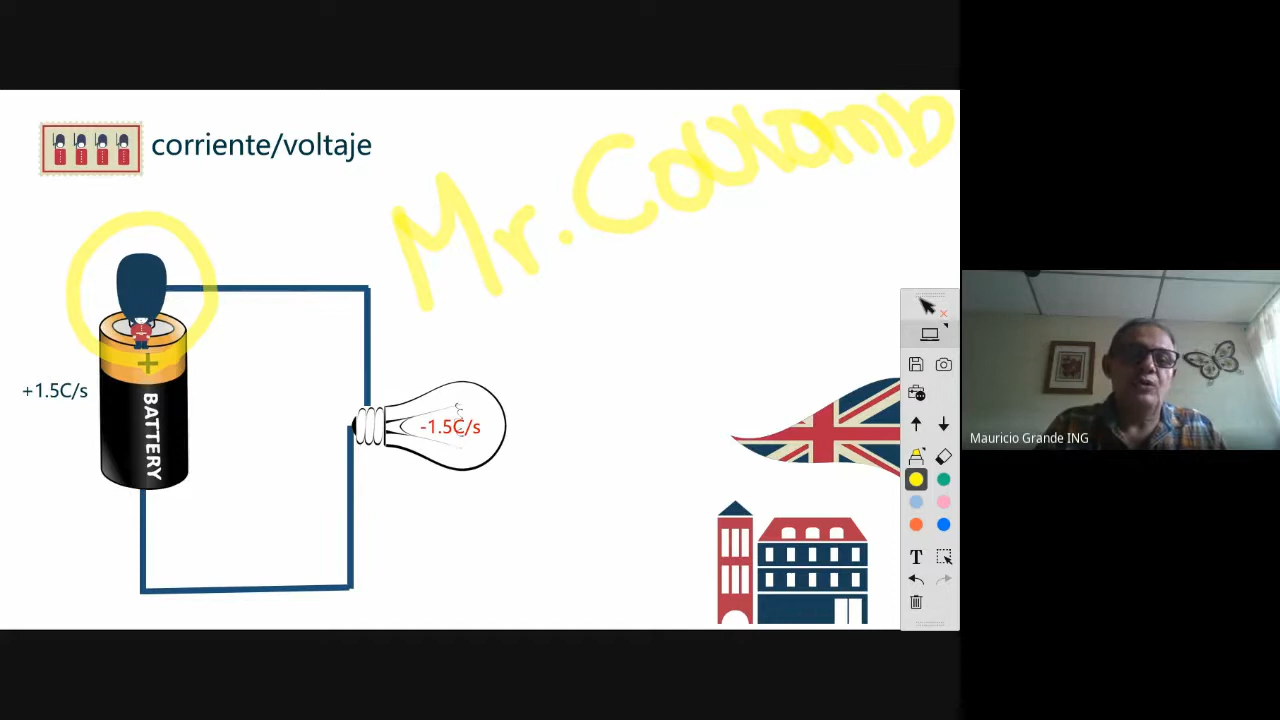 corriente/voltaje
Mr. Coulomb
+1.5C/s
BATTERY
+
-1.5C/s
T
Mauricio Grande ING